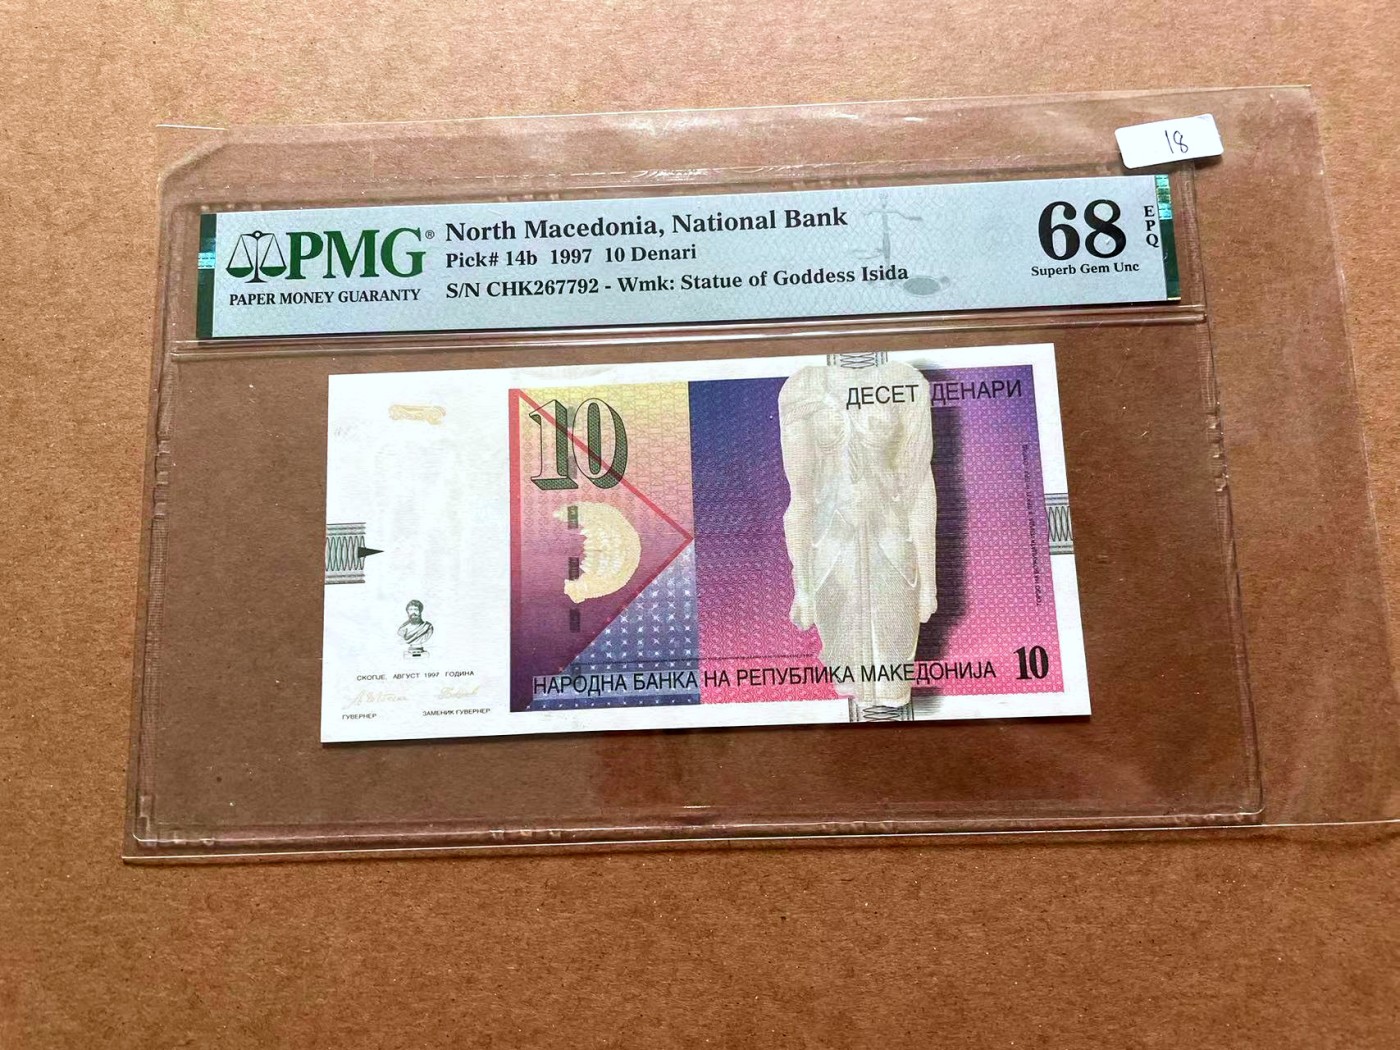 18
PMG®
PAPER MONEY GUARANTY
North Macedonia, National Bank
Pick# 14b 1997 10 Denari
S/N CHK267792 - Wmk: Statue of Goddess Isida
68
EPQ
Superb Gem Unc
10
ДЕСЕТ ДЕНАРИ
СКОПЈЕ, АВГУСТ 1997 ГОДИНА
ГУВЕРНЕР
ЗАМЕНИК ГУВЕРНЕР
НАРОДНА БАНКА НА РЕПУБЛИКА МАКЕДОНИЈА
10